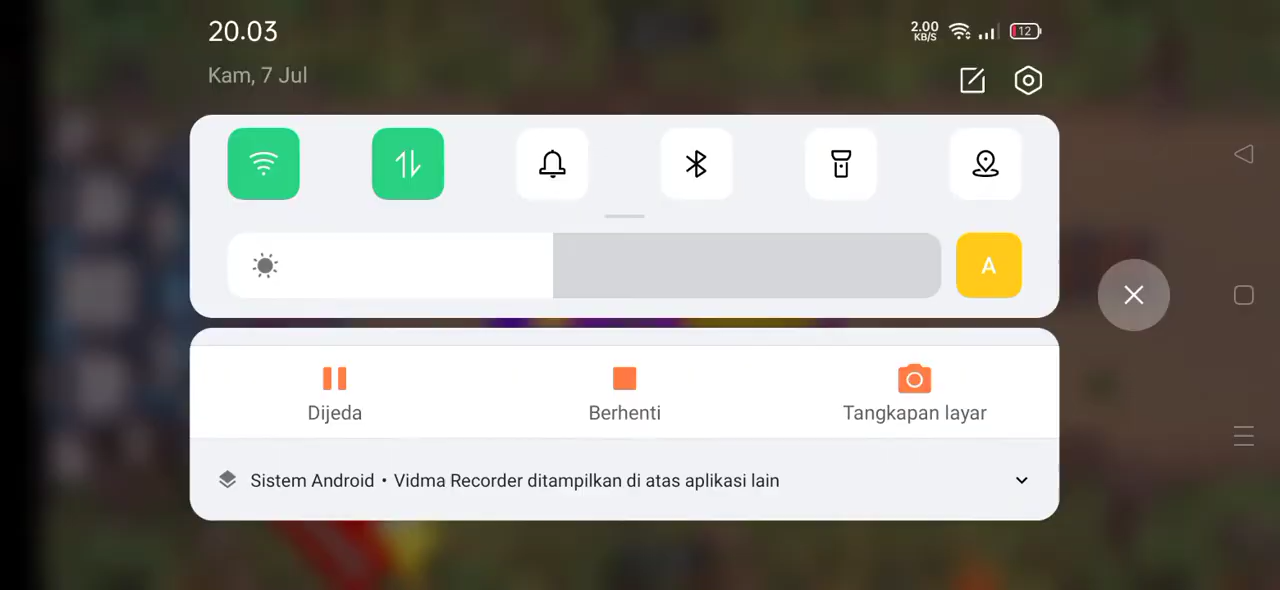 20.03
2.00
KB/S
12
Kam, 7 Jul
A
Dijeda
Berhenti
Tangkapan layar
Sistem Android • Vidma Recorder ditampilkan di atas aplikasi lain